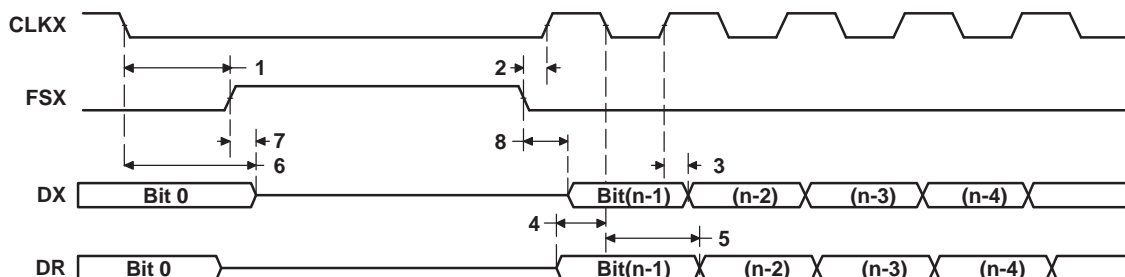 CLKX
1 2
FSX
7 8
6 3
DX Bit 0 Bit(n-1) (n-2) (n-3) (n-4)
4 5
DR Bit 0 Bit(n-1) (n-2) (n-3) (n-4)